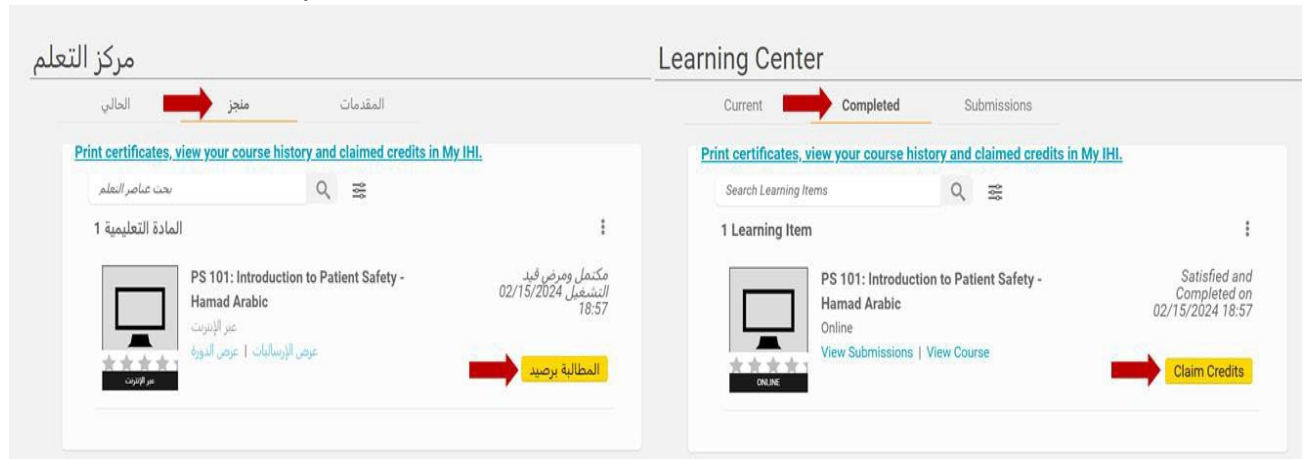 مركز التعلم
الحالي
منجز
المقدمات
Print certificates, view your course history and claimed credits in My IHI.
بحث عناصر التعلم
المادة التعليمية 1
PS 101: Introduction to Patient Safety -
Hamad Arabic
عبر الإنترنت
عرض الإرساليات | عرض الدورة
عبر الإنترنت
مكتمل ومرض قيد
التشغيل 02/15/2024
18:57
المطالبة برصيد
Learning Center
Current
Completed
Submissions
Print certificates, view your course history and claimed credits in My IHI.
Search Learning Items
1 Learning Item
PS 101: Introduction to Patient Safety -
Hamad Arabic
Online
View Submissions | View Course
ONLINE
Satisfied and
Completed on
02/15/2024 18:57
Claim Credits